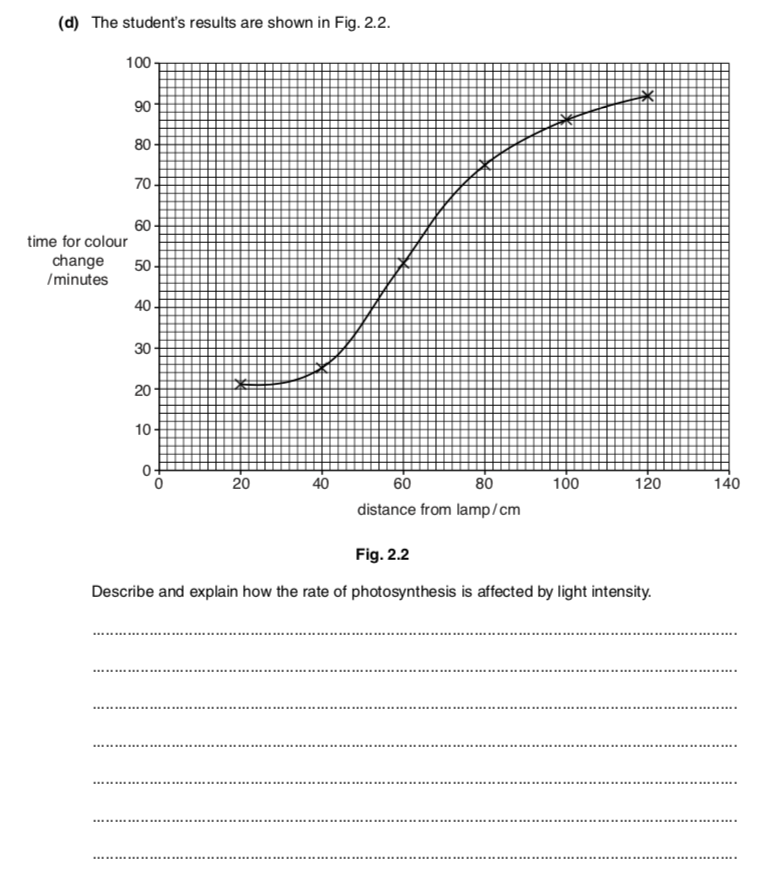 (d) The student's results are shown in Fig. 2.2.
100
90
80
70
60
time for colour
change
/minutes
50
40
30
20
10
0
0 20 40 60 80 100 120 140
distance from lamp/cm
Fig. 2.2
Describe and explain how the rate of photosynthesis is affected by light intensity.